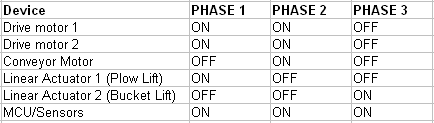 Device PHASE 1 PHASE 2 PHASE 3
Drive motor 1 ON ON OFF
Drive motor 2 ON ON OFF
Conveyor Motor OFF ON OFF
Linear Actuator 1 (Plow Lift) ON OFF OFF
Linear Actuator 2 (Bucket Lift) OFF OFF ON
MCU/Sensors ON ON ON